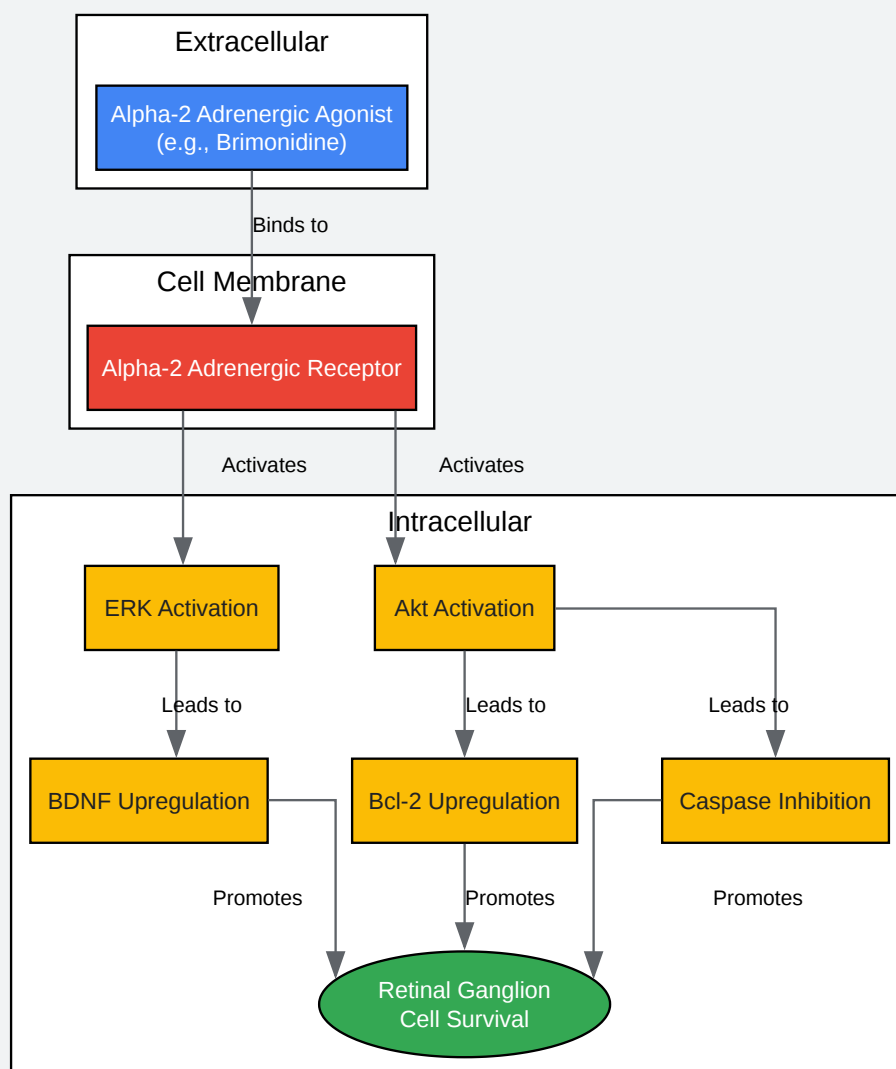 Extracellular
Alpha-2 Adrenergic Agonist
(e.g., Brimonidine)
Binds to
Cell Membrane
Alpha-2 Adrenergic Receptor
Activates
Activates
Intracellular
ERK Activation
Akt Activation
Leads to
Leads to
Leads to
BDNF Upregulation
Bcl-2 Upregulation
Caspase Inhibition
Promotes
Promotes
Promotes
Retinal Ganglion
Cell Survival